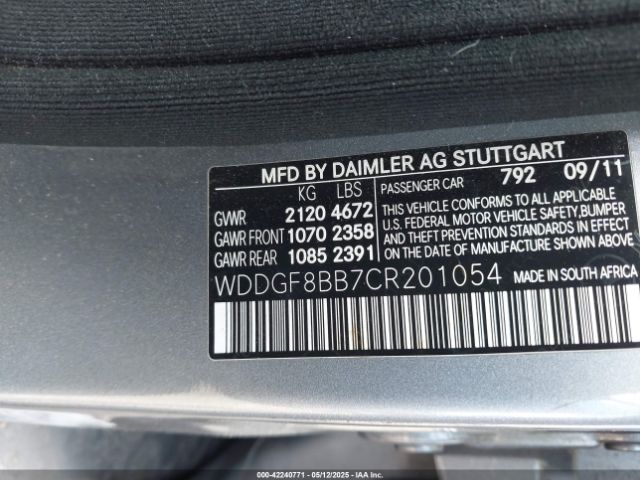 MFD BY DAIMLER AG STUTTGART
KG LBS
GVWR 2120 4672
GAWR FRONT 1070 2358
GAWR REAR 1085 2391
PASSENGER CAR 792 09/11
THIS VEHICLE CONFORMS TO ALL APPLICABLE
U.S. FEDERAL MOTOR VEHICLE SAFETY, BUMPER
AND THEFT PREVENTION STANDARDS IN EFFECT
ON THE DATE OF MANUFACTURE SHOWN ABOVE.
WDDGF8BB7CR201054 MADE IN SOUTH AFRICA
000-42240771 - 05/12/2025 - IAAI.COM